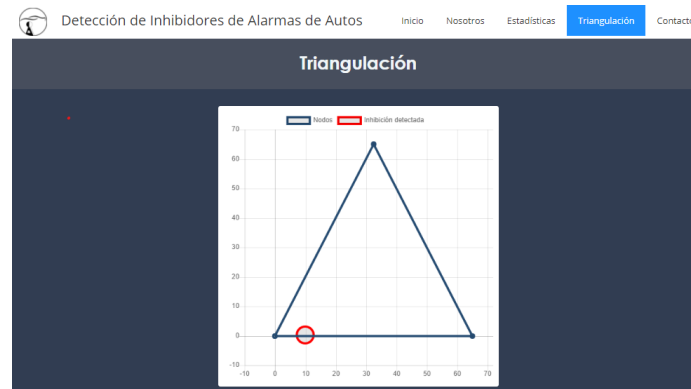 Detección de Inhibidores de Alarmas de Autos
Inicio Nosotros Estadísticas Triangulación Contacto
Triangulación
Nodos Inhibición detectada
70
60
50
40
30
20
10
0
-10
-10 0 10 20 30 40 50 60 70